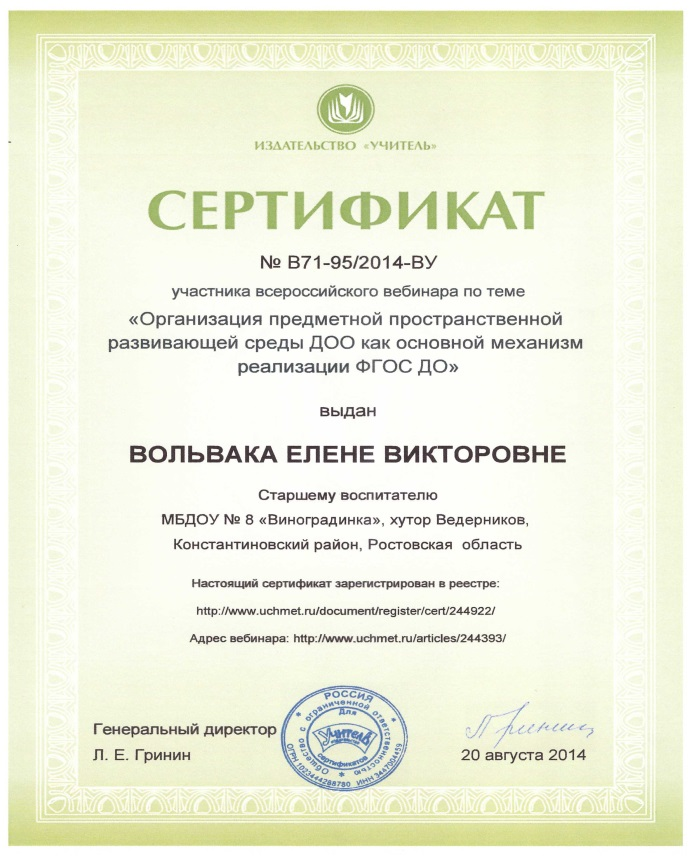 ИЗДАТЕЛЬСТВО «УЧИТЕЛЬ»
СЕРТИФИКАТ
№ В71-95/2014-ВУ
участника всероссийского вебинара по теме
«Организация предметной пространственной
развивающей среды ДОО как основной механизм
реализации ФГОС ДО»
выдан
ВОЛЬВАКА ЕЛЕНЕ ВИКТОРОВНЕ
Старшему воспитателю
МБДОУ № 8 «Виноградинка», хутор Ведерников,
Константиновский район, Ростовская область
Настоящий сертификат зарегистрирован в реестре:
http://www.uchmet.ru/document/register/cert/244922/
Адрес вебинара: http://www.uchmet.ru/articles/244393/
Генеральный директор
Л. Е. Гринин
РОССИЯ
Общество с ограниченной ответственностью
Для
Учитель
сертификатов
ИНН 3447004459
20 августа 2014